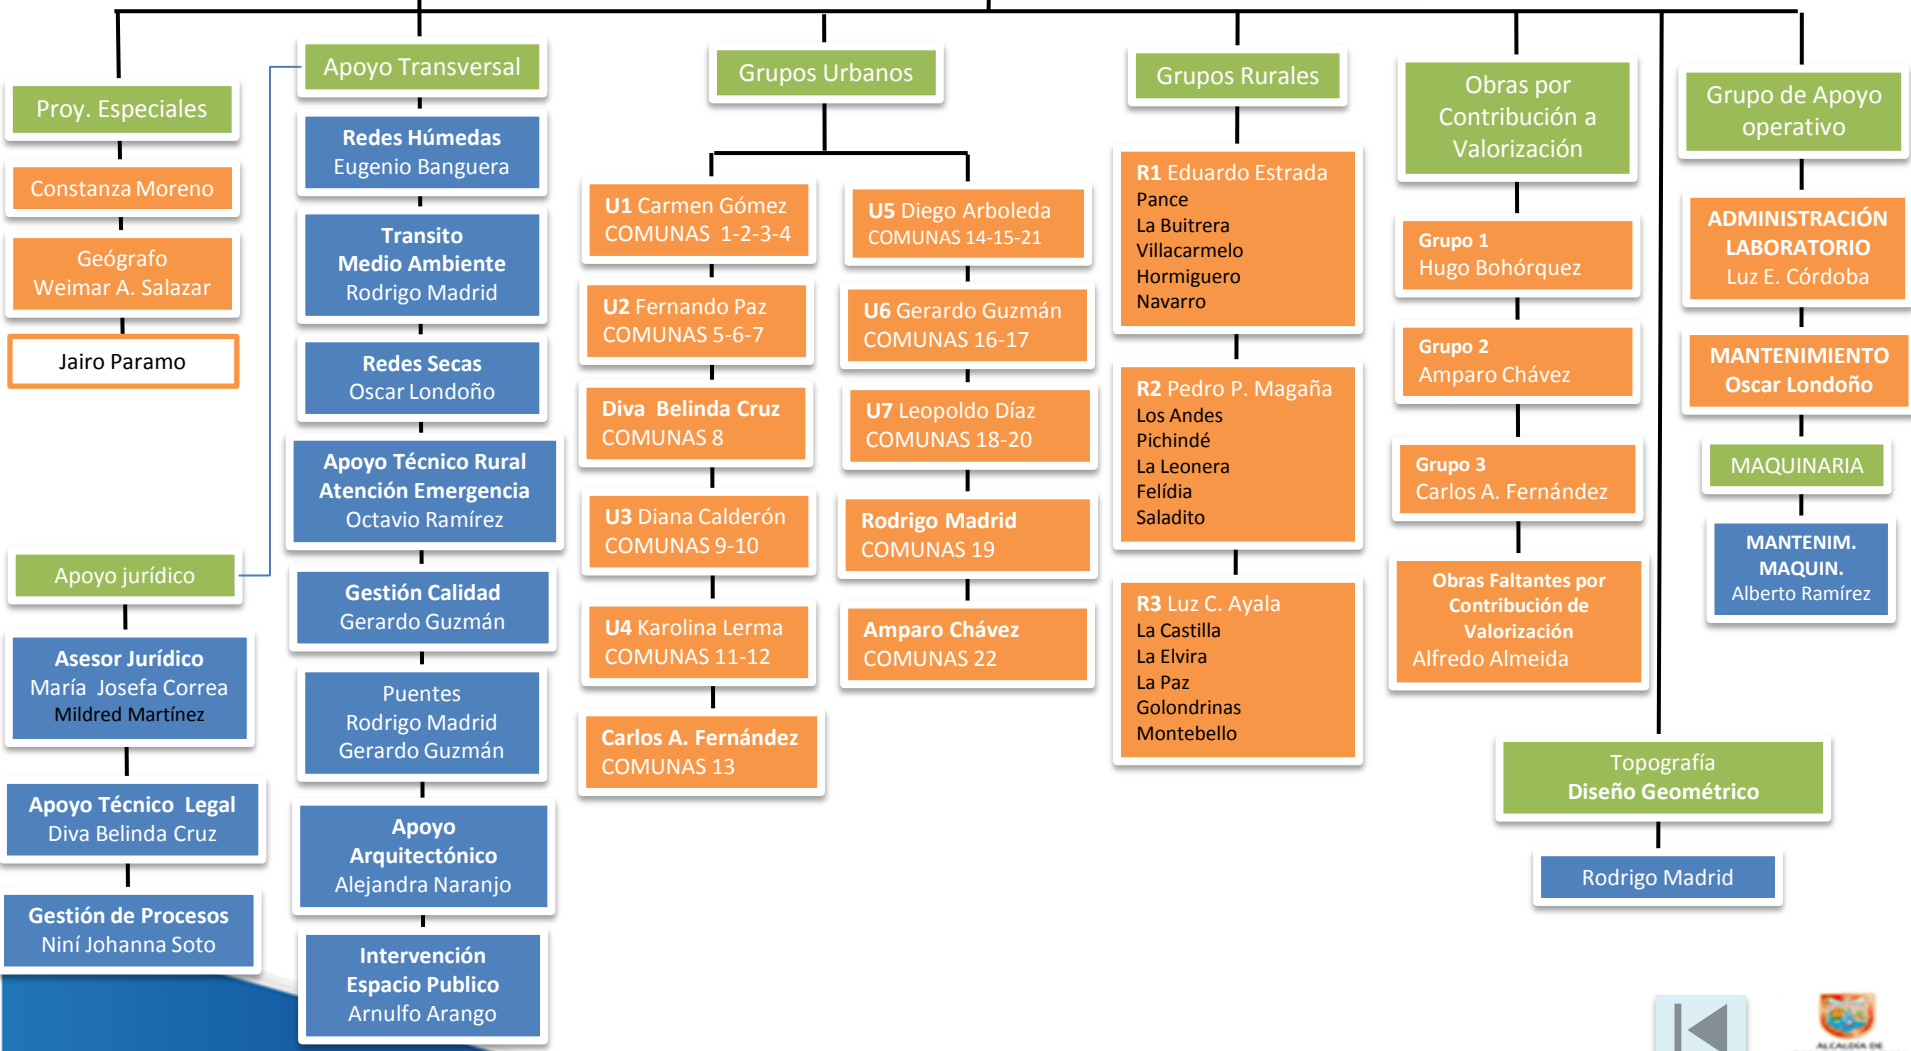 Proy. Especiales
Constanza Moreno
Geógrafo
Weimar A. Salazar
Jairo Paramo
Apoyo jurídico
Asesor Jurídico
María Josefa Correa
Mildred Martínez
Apoyo Técnico Legal
Diva Belinda Cruz
Gestión de Procesos
Niní Johanna Soto
Apoyo Transversal
Redes Húmedas
Eugenio Banguera
Transito
Medio Ambiente
Rodrigo Madrid
Redes Secas
Oscar Londoño
Apoyo Técnico Rural
Atención Emergencia
Octavio Ramírez
Gestión Calidad
Gerardo Guzmán
Puentes
Rodrigo Madrid
Gerardo Guzmán
Apoyo
Arquitectónico
Alejandra Naranjo
Intervención
Espacio Publico
Arnulfo Arango
Grupos Urbanos
U1 Carmen Gómez
COMUNAS 1-2-3-4
U2 Fernando Paz
COMUNAS 5-6-7
Diva Belinda Cruz
COMUNAS 8
U3 Diana Calderón
COMUNAS 9-10
U4 Karolina Lerma
COMUNAS 11-12
Carlos A. Fernández
COMUNAS 13
U5 Diego Arboleda
COMUNAS 14-15-21
U6 Gerardo Guzmán
COMUNAS 16-17
U7 Leopoldo Díaz
COMUNAS 18-20
Rodrigo Madrid
COMUNAS 19
Amparo Chávez
COMUNAS 22
Grupos Rurales
R1 Eduardo Estrada
Pance
La Buitrera
Villacarmelo
Hormiguero
Navarro
R2 Pedro P. Magaña
Los Andes
Pichindé
La Leonera
Felídia
Saladito
R3 Luz C. Ayala
La Castilla
La Elvira
La Paz
Golondrinas
Montebello
Obras por
Contribución a
Valorización
Grupo 1
Hugo Bohórquez
Grupo 2
Amparo Chávez
Grupo 3
Carlos A. Fernández
Obras Faltantes por
Contribución de
Valorización
Alfredo Almeida
Topografía
Diseño Geométrico
Rodrigo Madrid
Grupo de Apoyo
operativo
ADMINISTRACIÓN
LABORATORIO
Luz E. Córdoba
MANTENIMIENTO
Oscar Londoño
MAQUINARIA
MANTENIM.
MAQUIN.
Alberto Ramírez
ALCALDÍA DE